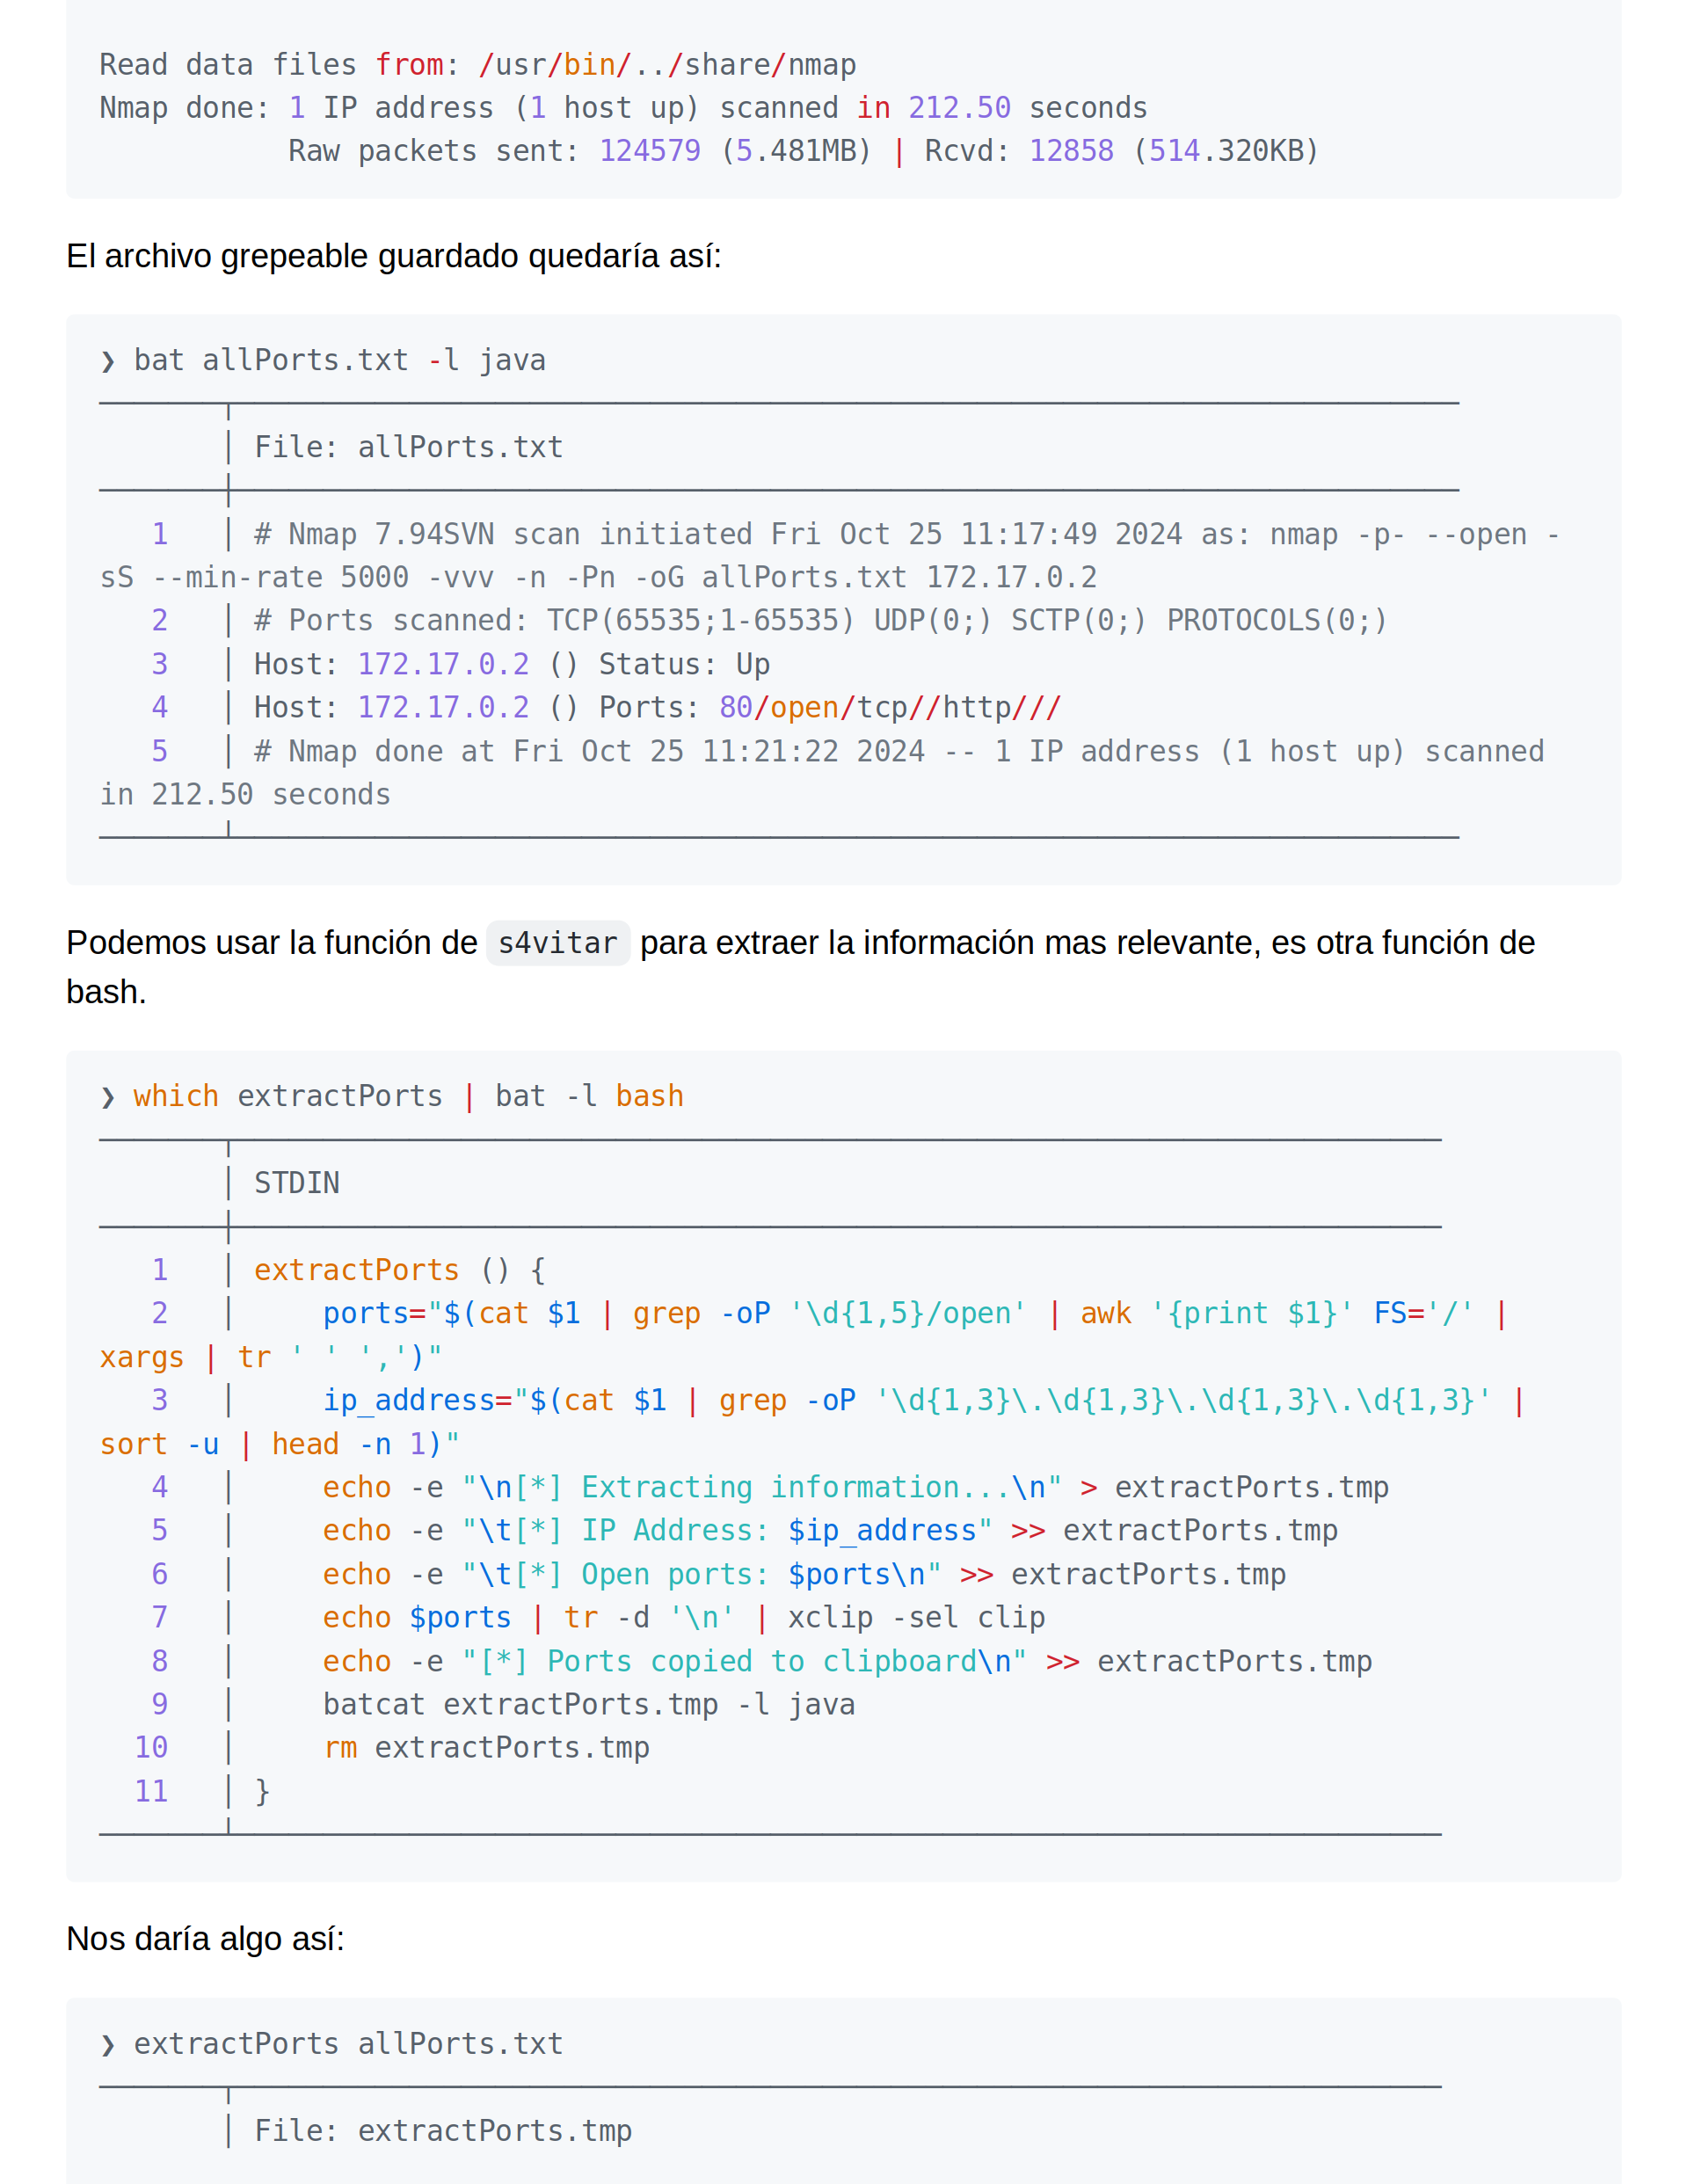 Read data files from: /usr/bin/../share/nmap
Nmap done: 1 IP address (1 host up) scanned in 212.50 seconds
           Raw packets sent: 124579 (5.481MB) | Rcvd: 12858 (514.320KB)
El archivo grepeable guardado quedaría así:
❯ bat allPorts.txt -l java
───────┬───────────────────────────────────────────────────────────────────────
       │ File: allPorts.txt
───────┼───────────────────────────────────────────────────────────────────────
   1   │ # Nmap 7.94SVN scan initiated Fri Oct 25 11:17:49 2024 as: nmap -p- --open -
sS --min-rate 5000 -vvv -n -Pn -oG allPorts.txt 172.17.0.2
   2   │ # Ports scanned: TCP(65535;1-65535) UDP(0;) SCTP(0;) PROTOCOLS(0;)
   3   │ Host: 172.17.0.2 () Status: Up
   4   │ Host: 172.17.0.2 () Ports: 80/open/tcp//http///
   5   │ # Nmap done at Fri Oct 25 11:21:22 2024 -- 1 IP address (1 host up) scanned
in 212.50 seconds
───────┴───────────────────────────────────────────────────────────────────────
Podemos usar la función de s4vitar para extraer la información mas relevante, es otra función de
bash.
❯ which extractPorts | bat -l bash
───────┬──────────────────────────────────────────────────────────────────────
       │ STDIN
───────┼──────────────────────────────────────────────────────────────────────
   1   │ extractPorts () {
   2   │     ports="$(cat $1 | grep -oP '\d{1,5}/open' | awk '{print $1}' FS='/' |
xargs | tr ' ' ',')"
   3   │     ip_address="$(cat $1 | grep -oP '\d{1,3}\.\d{1,3}\.\d{1,3}\.\d{1,3}' |
sort -u | head -n 1)"
   4   │     echo -e "\n[*] Extracting information...\n" > extractPorts.tmp
   5   │     echo -e "\t[*] IP Address: $ip_address" >> extractPorts.tmp
   6   │     echo -e "\t[*] Open ports: $ports\n" >> extractPorts.tmp
   7   │     echo $ports | tr -d '\n' | xclip -sel clip
   8   │     echo -e "[*] Ports copied to clipboard\n" >> extractPorts.tmp
   9   │     batcat extractPorts.tmp -l java
  10   │     rm extractPorts.tmp
  11   │ }
───────┴──────────────────────────────────────────────────────────────────────
Nos daría algo así:
❯ extractPorts allPorts.txt
───────┬──────────────────────────────────────────────────────────────────────
       │ File: extractPorts.tmp